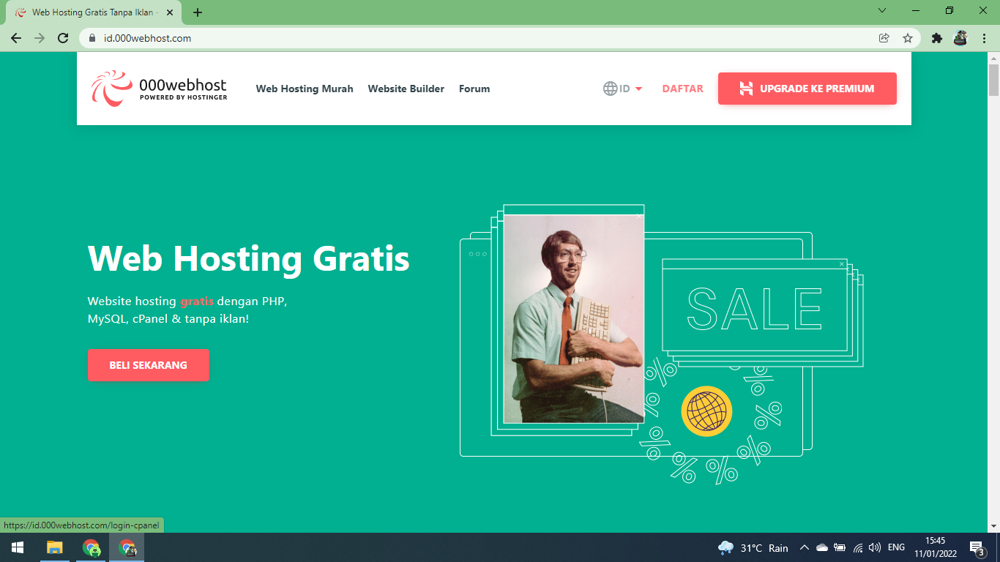 Web Hosting Gratis Tanpa Iklan -
id.000webhost.com
000webhost
POWERED BY HOSTINGER
Web Hosting Murah
Website Builder
Forum
ID
DAFTAR
UPGRADE KE PREMIUM
Web Hosting Gratis
Website hosting gratis dengan PHP,
MySQL, cPanel & tanpa iklan!
BELI SEKARANG
SALE
% % % % % % % % %
https://id.000webhost.com/login-cpanel
31°C Rain
ENG
15:45
11/01/2022
3